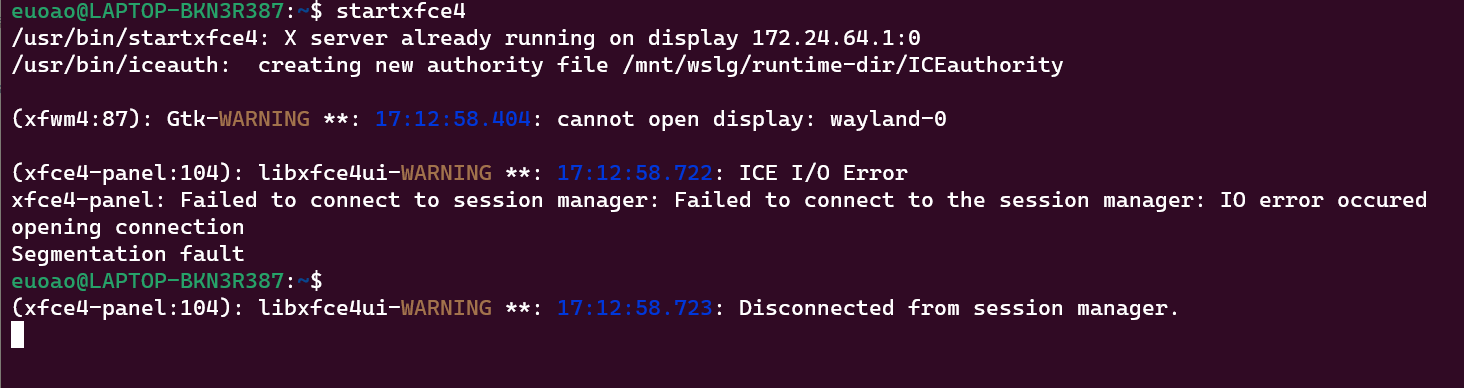 euoao@LAPTOP-BKN3R387:~$ startxfce4
/usr/bin/startxfce4: X server already running on display 172.24.64.1:0
/usr/bin/iceauth:  creating new authority file /mnt/wslg/runtime-dir/ICEauthority
(xfwm4:87): Gtk-WARNING **: 17:12:58.404: cannot open display: wayland-0
(xfce4-panel:104): libxfce4ui-WARNING **: 17:12:58.722: ICE I/O Error
xfce4-panel: Failed to connect to session manager: Failed to connect to the session manager: IO error occured
opening connection
Segmentation fault
euoao@LAPTOP-BKN3R387:~$
(xfce4-panel:104): libxfce4ui-WARNING **: 17:12:58.723: Disconnected from session manager.